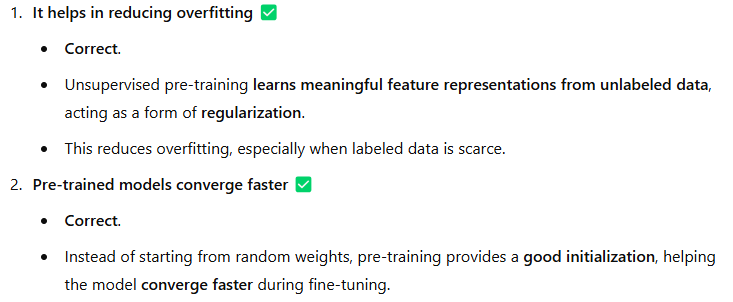 1. It helps in reducing overfitting ✅
• Correct.
• Unsupervised pre-training learns meaningful feature representations from unlabeled data,
acting as a form of regularization.
• This reduces overfitting, especially when labeled data is scarce.
2. Pre-trained models converge faster ✅
• Correct.
• Instead of starting from random weights, pre-training provides a good initialization, helping
the model converge faster during fine-tuning.